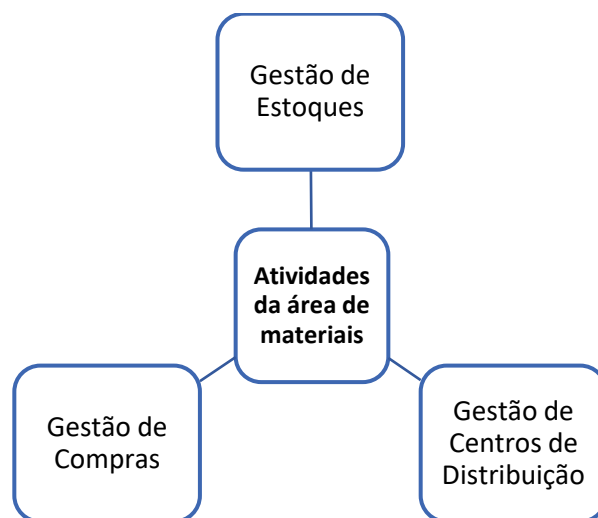 Gestão de
Estoques
Atividades
da área de
materiais
Gestão de
Compras
Gestão de
Centros de
Distribuição